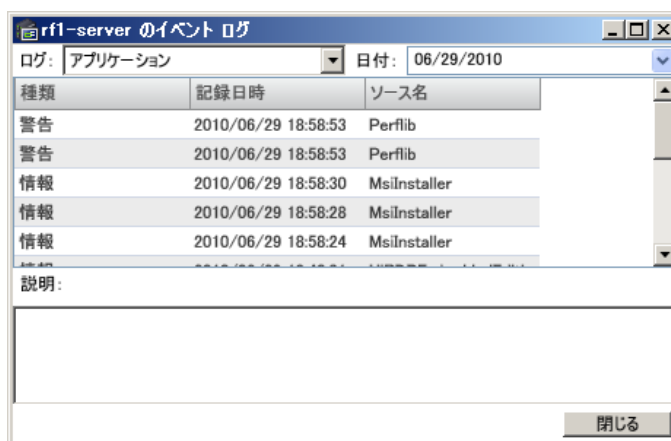 rf1-server のイベント ログ
ログ: アプリケーション 日付: 06/29/2010
種類 記録日時 ソース名
警告 2010/06/29 18:58:53 Perflib
警告 2010/06/29 18:58:53 Perflib
情報 2010/06/29 18:58:30 MsiInstaller
情報 2010/06/29 18:58:28 MsiInstaller
情報 2010/06/29 18:58:24 MsiInstaller
説明:
閉じる